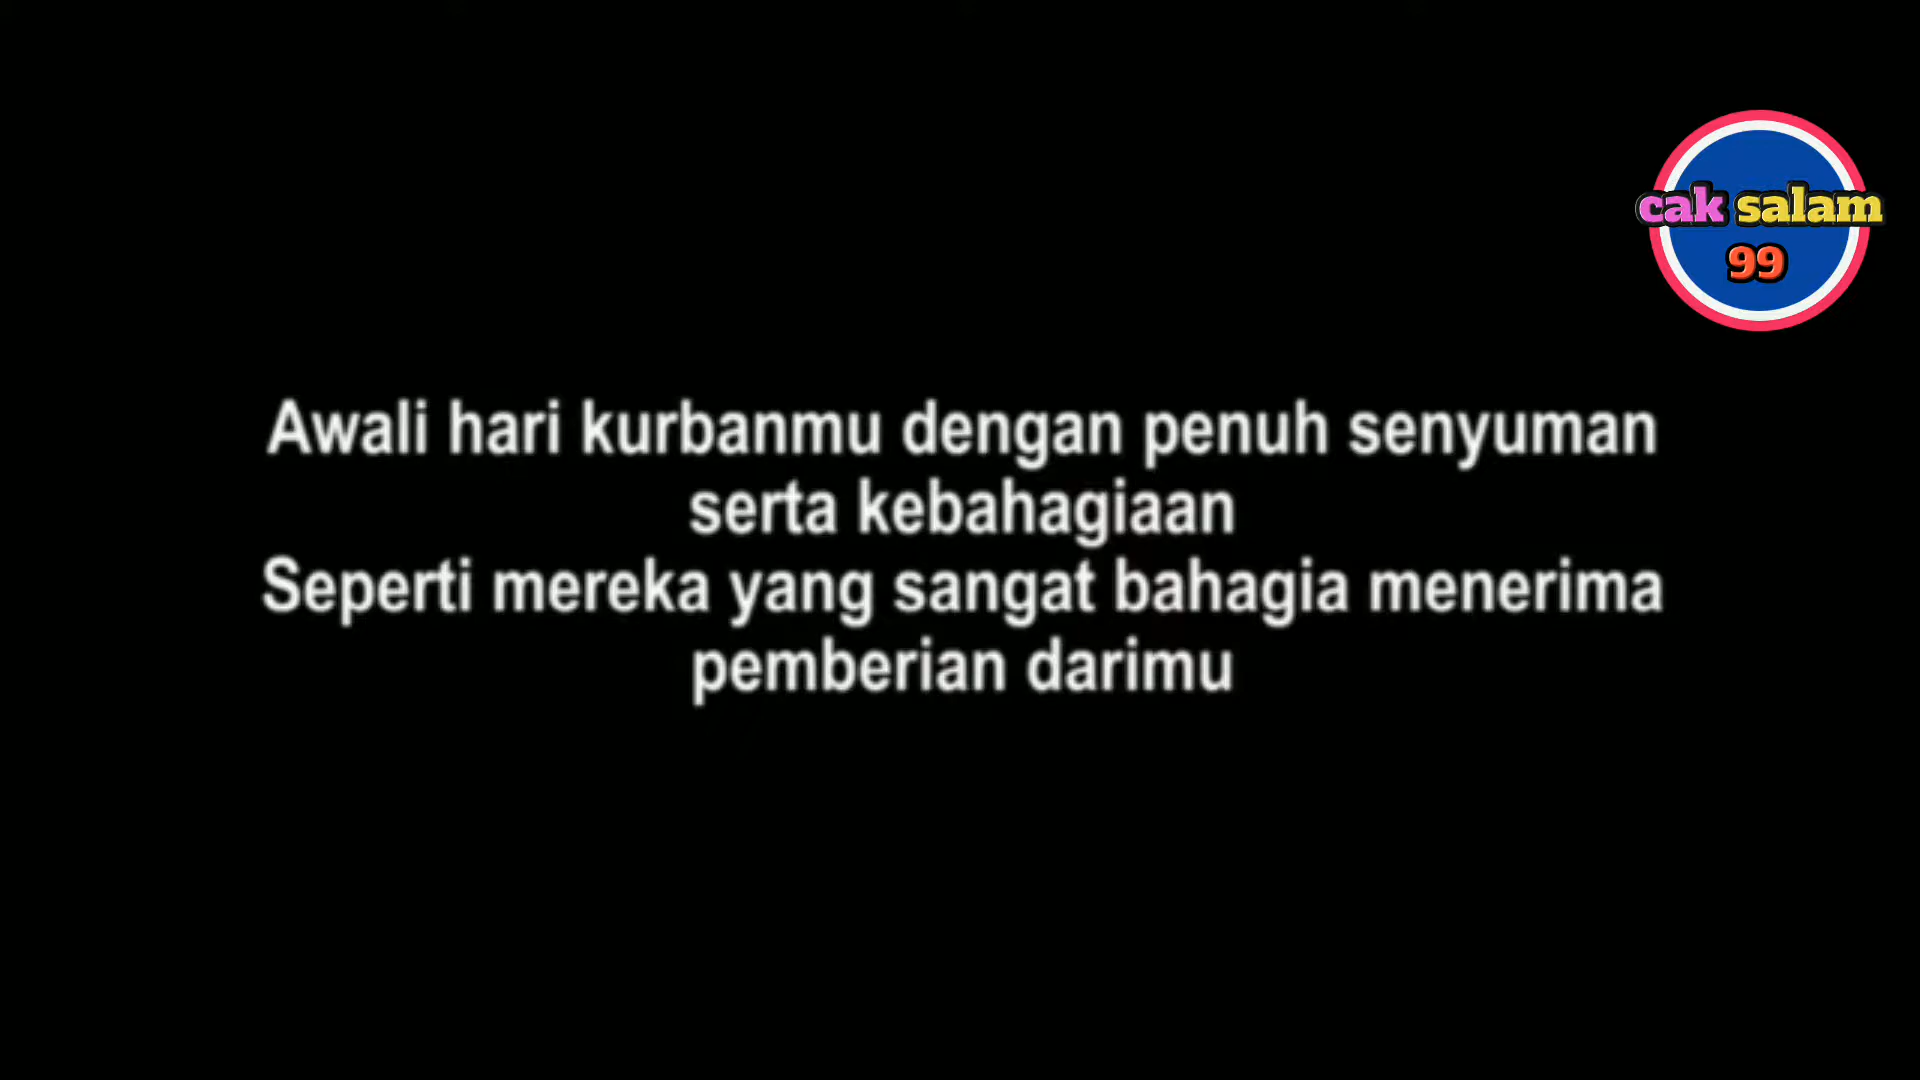 cak salam
99
Awali hari kurbanmu dengan penuh senyuman
serta kebahagiaan
Seperti mereka yang sangat bahagia menerima
pemberian darimu